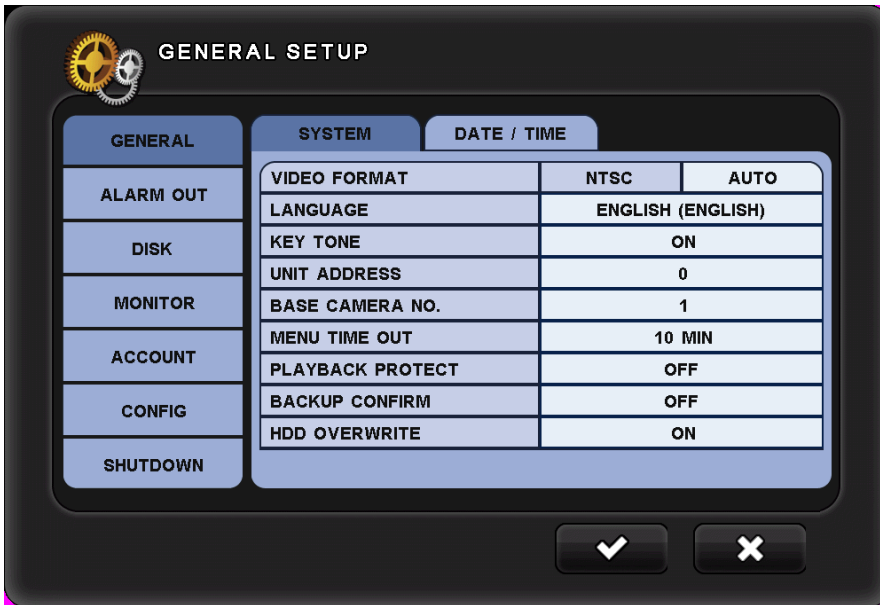 GENERAL SETUP
GENERAL
ALARM OUT
DISK
MONITOR
ACCOUNT
CONFIG
SHUTDOWN
SYSTEM DATE / TIME
VIDEO FORMAT NTSC AUTO
LANGUAGE ENGLISH (ENGLISH)
KEY TONE ON
UNIT ADDRESS 0
BASE CAMERA NO. 1
MENU TIME OUT 10 MIN
PLAYBACK PROTECT OFF
BACKUP CONFIRM OFF
HDD OVERWRITE ON